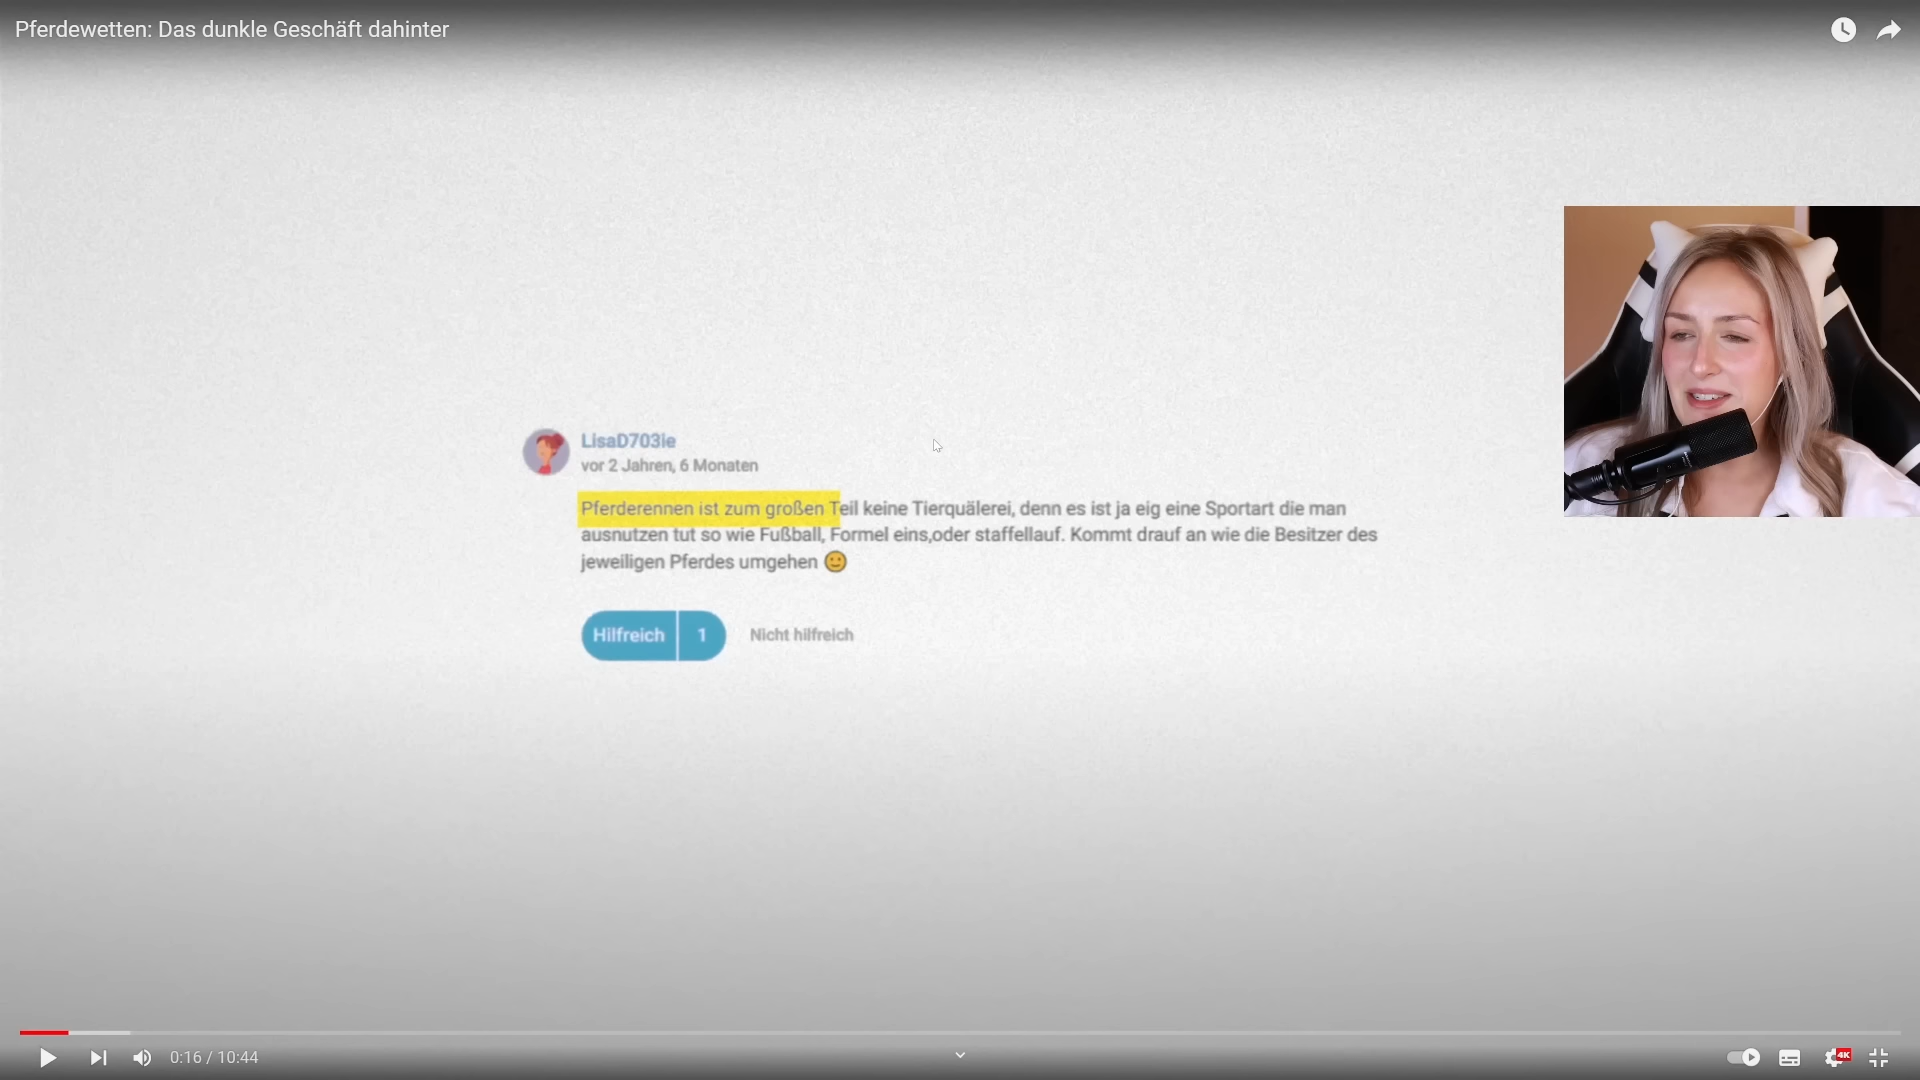 Pferdewetten: Das dunkle Geschäft dahinter
LisaD703ie
vor 2 Jahren, 6 Monaten
Pferderennen ist zum großen Teil keine Tierquälerei, denn es ist ja eig eine Sportart die man
ausnutzen tut so wie Fußball, Formel eins,oder staffellauf. Kommt drauf an wie die Besitzer des
jeweiligen Pferdes umgehen 🙂
Hilfreich 1 Nicht hilfreich
0:16 / 10:44
4K